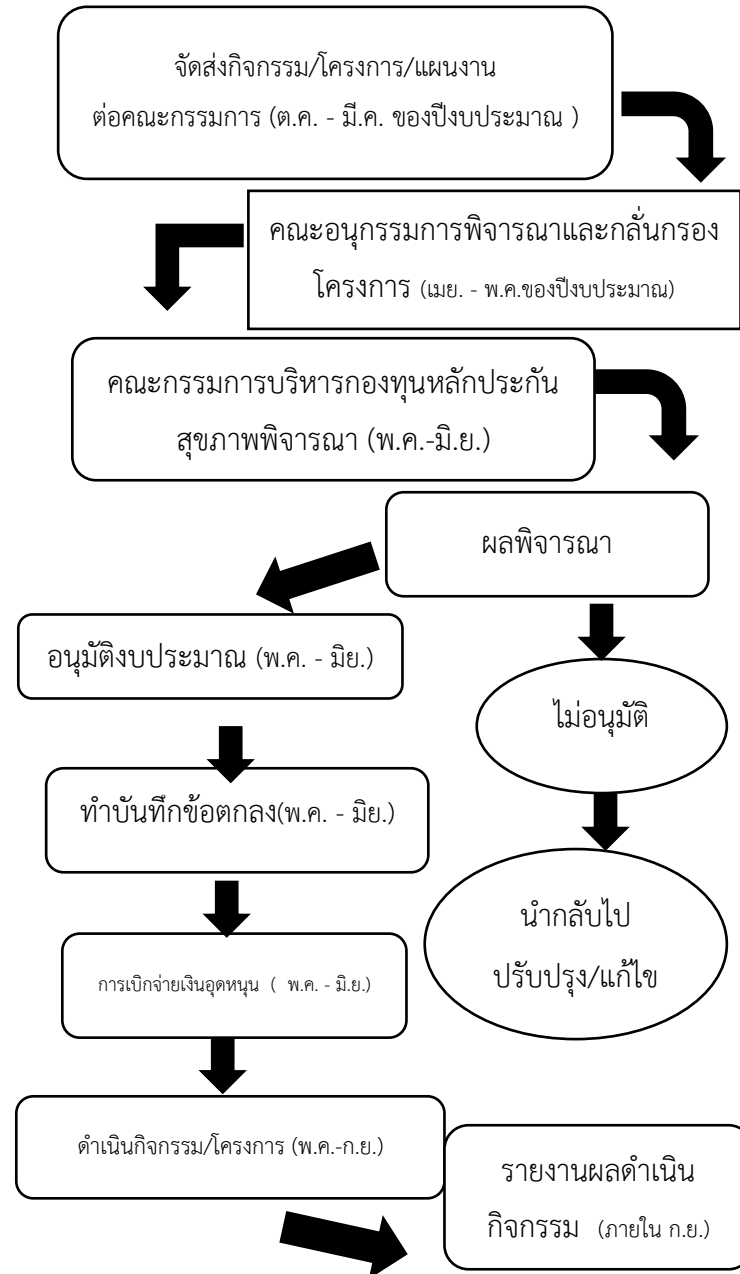 จัดส่งกิจกรรม/โครงการ/แผนงาน
ต่อคณะกรรมการ (ต.ค. - มี.ค. ของปีงบประมาณ )
คณะอนุกรรมการพิจารณาและกลั่นกรอง
โครงการ (เมย. - พ.ค.ของปีงบประมาณ)
คณะกรรมการบริหารกองทุนหลักประกัน
สุขภาพพิจารณา (พ.ค.-มิ.ย.)
ผลพิจารณา
อนุมัติงบประมาณ (พ.ค. - มิย.)
ไม่อนุมัติ
ทำบันทึกข้อตกลง(พ.ค. - มิย.)
นำกลับไป
ปรับปรุง/แก้ไข
การเบิกจ่ายเงินอุดหนุน ( พ.ค. - มิ.ย.)
ดำเนินกิจกรรม/โครงการ (พ.ค.-ก.ย.)
รายงานผลดำเนิน
กิจกรรม (ภายใน ก.ย.)